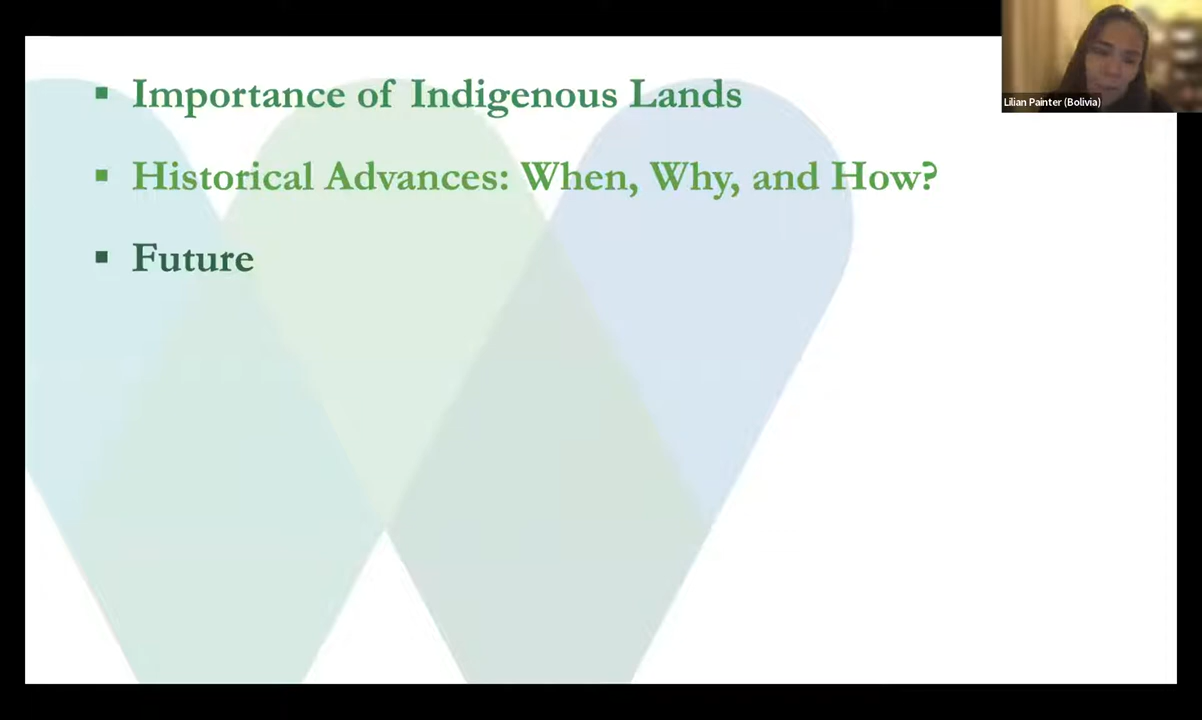 Importance of Indigenous Lands
Historical Advances: When, Why, and How?
Future
Lilian Painter (Bolivia)